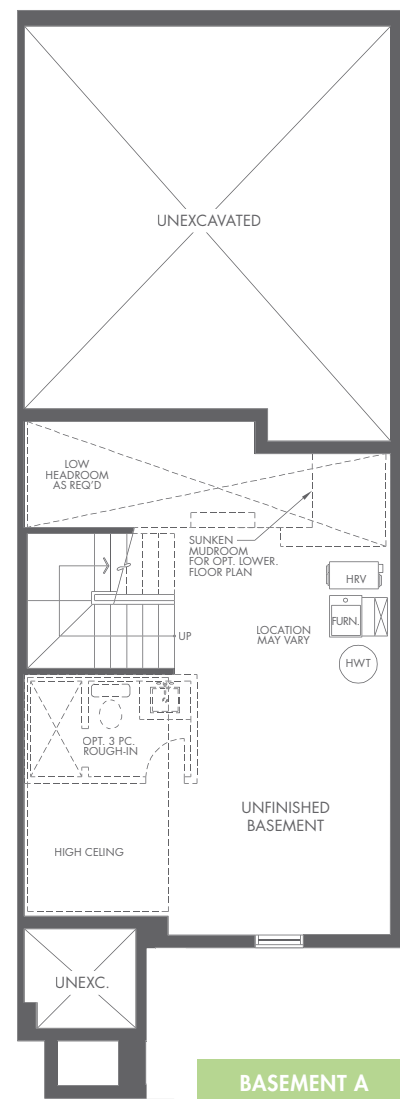 UNEXCAVATED
LOW
HEADROOM
AS REQ'D
SUNKEN
MUDROOM
FOR OPT. LOWER.
FLOOR PLAN
HRV
FURN.
LOCATION
MAY VARY
HWT
UP
OPT. 3 PC.
ROUGH-IN
UNFINISHED
BASEMENT
HIGH CELING
UNEXC.
BASEMENT A